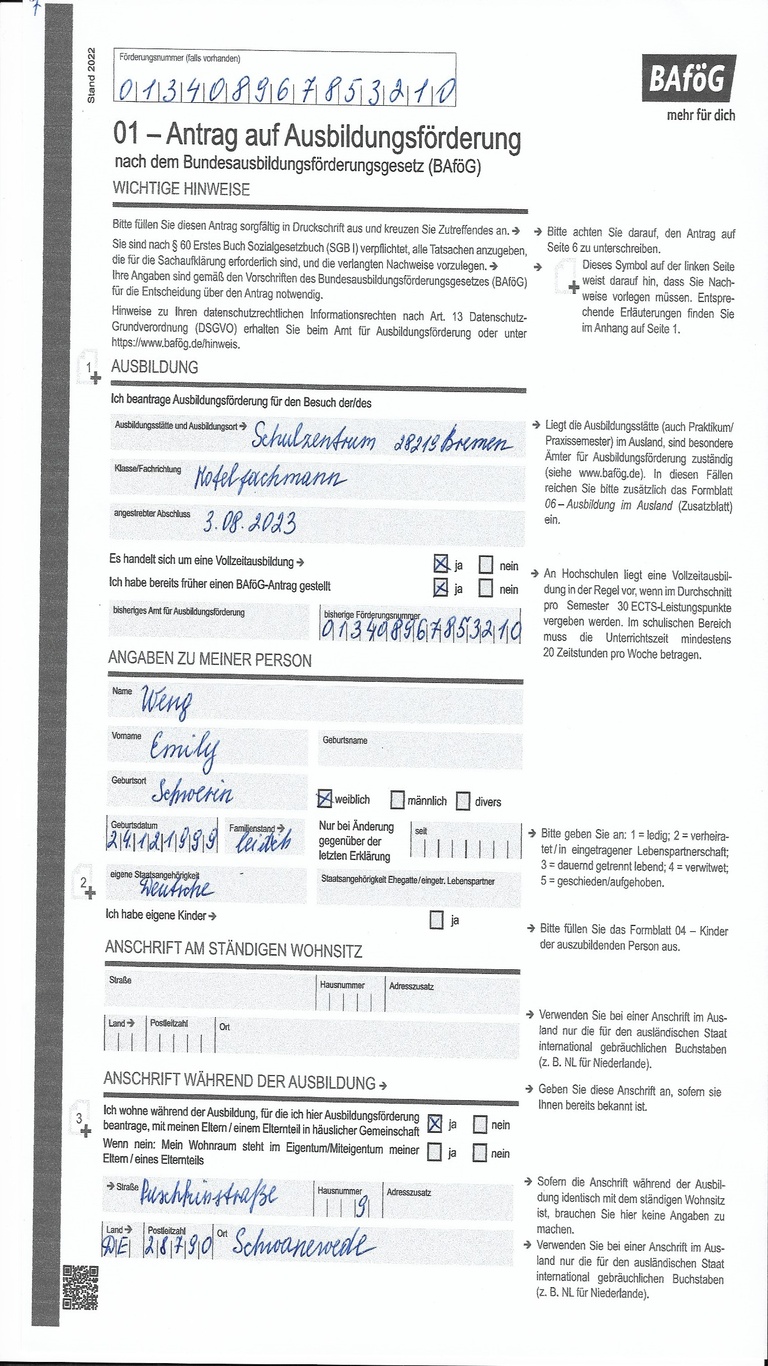 Stand 2022
Förderungsnummer (falls vorhanden)
013408967853210
BAföG
mehr für dich
01 – Antrag auf Ausbildungsförderung
nach dem Bundesausbildungsförderungsgesetz (BAföG)
WICHTIGE HINWEISE
Bitte füllen Sie diesen Antrag sorgfältig in Druckschrift aus und kreuzen Sie Zutreffendes an. →
Sie sind nach § 60 Erstes Buch Sozialgesetzbuch (SGB I) verpflichtet, alle Tatsachen anzugeben,
die für die Sachaufklärung erforderlich sind, und die verlangten Nachweise vorzulegen. →
Ihre Angaben sind gemäß den Vorschriften des Bundesausbildungsförderungsgesetzes (BAföG)
für die Entscheidung über den Antrag notwendig.
Hinweise zu Ihren datenschutzrechtlichen Informationsrechten nach Art. 13 Datenschutz-
Grundverordnung (DSGVO) erhalten Sie beim Amt für Ausbildungsförderung oder unter
https://www.bafög.de/hinweis.
→ Bitte achten Sie darauf, den Antrag auf
Seite 6 zu unterschreiben.
→ Dieses Symbol auf der linken Seite
weist darauf hin, dass Sie Nach-
weise vorlegen müssen. Entspre-
chende Erläuterungen finden Sie
im Anhang auf Seite 1.
1 AUSBILDUNG
Ich beantrage Ausbildungsförderung für den Besuch der/des
Ausbildungsstätte und Ausbildungsort → Schulzentrum 28219 Bremen
Klasse/Fachrichtung Hotelfachmann
angestrebter Abschluss 3.08.2023
→ Liegt die Ausbildungsstätte (auch Praktikum/
Praxissemester) im Ausland, sind besondere
Ämter für Ausbildungsförderung zuständig
(siehe www.bafög.de). In diesen Fällen
reichen Sie bitte zusätzlich das Formblatt
06 – Ausbildung im Ausland (Zusatzblatt)
ein.
Es handelt sich um eine Vollzeitausbildung → ja nein
Ich habe bereits früher einen BAföG-Antrag gestellt ja nein
bisheriges Amt für Ausbildungsförderung bisherige Förderungsnummer
013408967853210
→ An Hochschulen liegt eine Vollzeitausbil-
dung in der Regel vor, wenn im Durchschnitt
pro Semester 30 ECTS-Leistungspunkte
vergeben werden. Im schulischen Bereich
muss die Unterrichtszeit mindestens
20 Zeitstunden pro Woche betragen.
ANGABEN ZU MEINER PERSON
Name Weng
Vorname Emily Geburtsname
Geburtsort Schwerin weiblich männlich divers
Geburtsdatum 24121999 Familienstand →
Nur bei Änderung
gegenüber der
letzten Erklärung
seit
→ Bitte geben Sie an: 1 = ledig; 2 = verheira-
tet / in eingetragener Lebenspartnerschaft;
3 = dauernd getrennt lebend; 4 = verwitwet;
5 = geschieden/aufgehoben.
2 eigene Staatsangehörigkeit Deutsche Staatsangehörigkeit Ehegatte/eingetr. Lebenspartner
Ich habe eigene Kinder → ja
→ Bitte füllen Sie das Formblatt 04 – Kinder
der auszubildenden Person aus.
ANSCHRIFT AM STÄNDIGEN WOHNSITZ
Straße Hausnummer Adresszusatz
Land → Postleitzahl Ort
→ Verwenden Sie bei einer Anschrift im Aus-
land nur die für den ausländischen Staat
international gebräuchlichen Buchstaben
(z. B. NL für Niederlande).
ANSCHRIFT WÄHREND DER AUSBILDUNG →
→ Geben Sie diese Anschrift an, sofern sie
Ihnen bereits bekannt ist.
3 Ich wohne während der Ausbildung, für die ich hier Ausbildungsförderung
beantrage, mit meinen Eltern / einem Elternteil in häuslicher Gemeinschaft ja nein
Wenn nein: Mein Wohnraum steht im Eigentum/Miteigentum meiner
Eltern / eines Elternteils ja nein
→ Straße Puschkinstraße Hausnummer 9 Adresszusatz
Land → DE Postleitzahl 28790 Ort Schwanewede
→ Sofern die Anschrift während der Ausbil-
dung identisch mit dem ständigen Wohnsitz
ist, brauchen Sie hier keine Angaben zu
machen.
→ Verwenden Sie bei einer Anschrift im Aus-
land nur die für den ausländischen Staat
international gebräuchlichen Buchstaben
(z. B. NL für Niederlande).